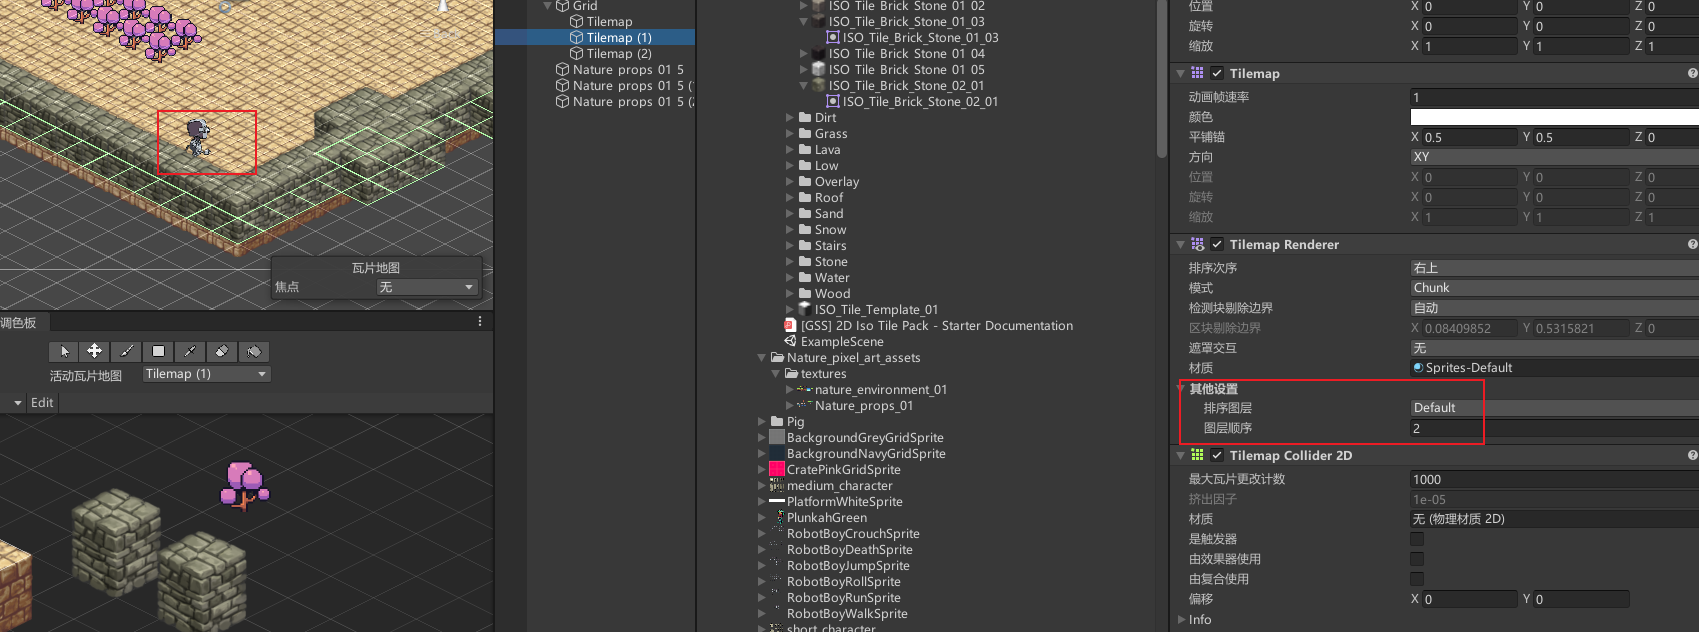 Grid
Tilemap
Tilemap (1)
Tilemap (2)
Nature props 01 5
Nature props 01 5 (
Nature props 01 5 (2
瓦片地图
焦点
无
调色板
活动瓦片地图
Tilemap (1)
Edit
ISO Tile Brick Stone 01 02
ISO_Tile_Brick_Stone_01_03
ISO_Tile_Brick_Stone_01_03
ISO Tile Brick Stone 01 04
ISO Tile Brick Stone 01 05
ISO_Tile_Brick_Stone_02_01
ISO_Tile_Brick_Stone_02_01
Dirt
Grass
Lava
Low
Overlay
Roof
Sand
Snow
Stairs
Stone
Water
Wood
ISO_Tile_Template_01
[GSS] 2D Iso Tile Pack - Starter Documentation
ExampleScene
Nature_pixel_art_assets
textures
nature_environment_01
Nature_props_01
Pig
BackgroundGreyGridSprite
BackgroundNavyGridSprite
CratePinkGridSprite
medium_character
PlatformWhiteSprite
PlunkahGreen
RobotBoyCrouchSprite
RobotBoyDeathSprite
RobotBoyJumpSprite
RobotBoyRollSprite
RobotBoyRunSprite
RobotBoyWalkSprite
short_character
位置 X 0 Y 0 Z 0
旋转 X 0 Y 0 Z 0
缩放 X 1 Y 1 Z 1
Tilemap
动画帧速率 1
颜色
平铺锚 X 0.5 Y 0.5 Z 0
方向 XY
位置 X 0 Y 0 Z 0
旋转 X 0 Y 0 Z 0
缩放 X 1 Y 1 Z 1
Tilemap Renderer
排序次序 右上
模式 Chunk
检测块剔除边界 自动
区块剔除边界 X 0.08409852 Y 0.5315821 Z 0
遮罩交互 无
材质 Sprites-Default
其他设置
排序图层 Default
图层顺序 2
Tilemap Collider 2D
最大瓦片更改计数 1000
挤出因子 1e-05
材质 无 (物理材质 2D)
是触发器
由效果器使用
由复合使用
偏移 X 0 Y 0
Info